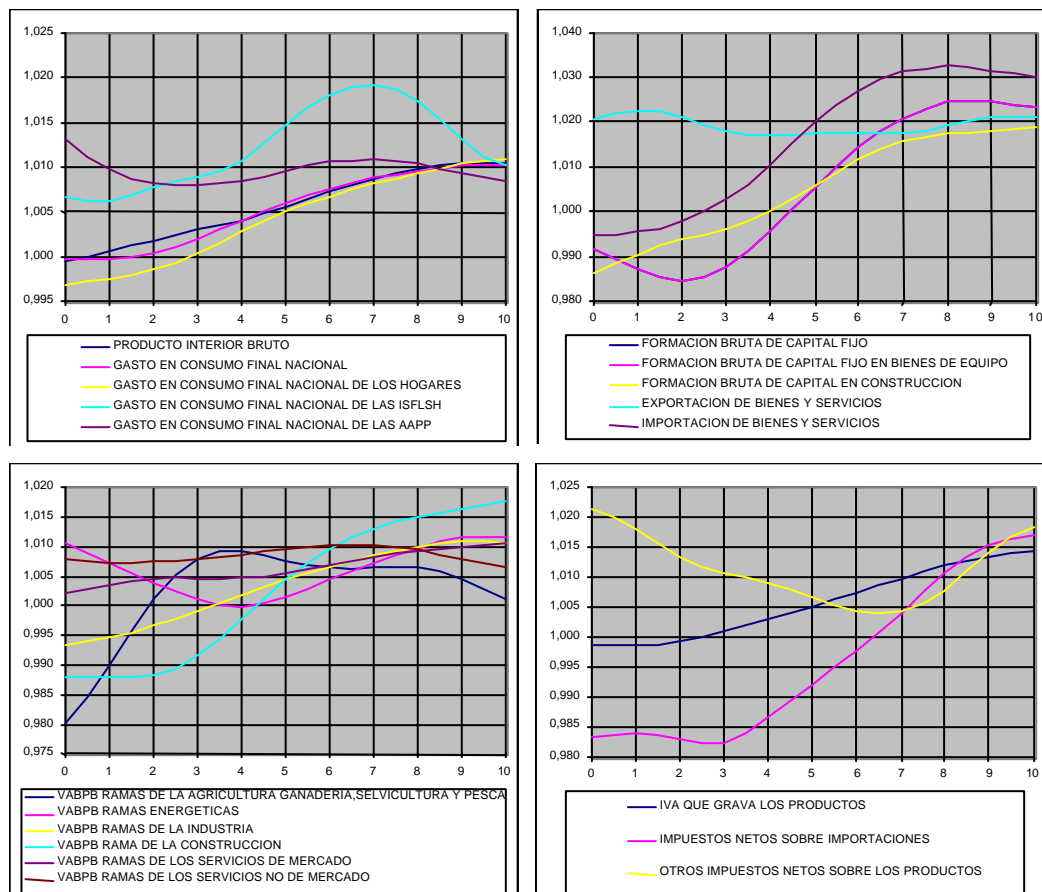 1,025
1,020
1,015
1,010
1,005
1,000
0,995
0 1 2 3 4 5 6 7 8 9 10
PRODUCTO INTERIOR BRUTO
GASTO EN CONSUMO FINAL NACIONAL
GASTO EN CONSUMO FINAL NACIONAL DE LOS HOGARES
GASTO EN CONSUMO FINAL NACIONAL DE LAS ISFLSH
GASTO EN CONSUMO FINAL NACIONAL DE LAS AAPP
1,040
1,030
1,020
1,010
1,000
0,990
0,980
0 1 2 3 4 5 6 7 8 9 10
FORMACION BRUTA DE CAPITAL FIJO
FORMACION BRUTA DE CAPITAL FIJO EN BIENES DE EQUIPO
FORMACION BRUTA DE CAPITAL EN CONSTRUCCION
EXPORTACION DE BIENES Y SERVICIOS
IMPORTACION DE BIENES Y SERVICIOS
1,020
1,015
1,010
1,005
1,000
0,995
0,990
0,985
0,980
0,975
0 1 2 3 4 5 6 7 8 9 10
VABPB RAMAS DE LA AGRICULTURA GANADERIA,SELVICULTURA Y PESCA
VABPB RAMAS ENERGETICAS
VABPB RAMAS DE LA INDUSTRIA
VABPB RAMA DE LA CONSTRUCCION
VABPB RAMAS DE LOS SERVICIOS DE MERCADO
VABPB RAMAS DE LOS SERVICIOS NO DE MERCADO
1,025
1,020
1,015
1,010
1,005
1,000
0,995
0,990
0,985
0,980
0 1 2 3 4 5 6 7 8 9 10
IVA QUE GRAVA LOS PRODUCTOS
IMPUESTOS NETOS SOBRE IMPORTACIONES
OTROS IMPUESTOS NETOS SOBRE LOS PRODUCTOS